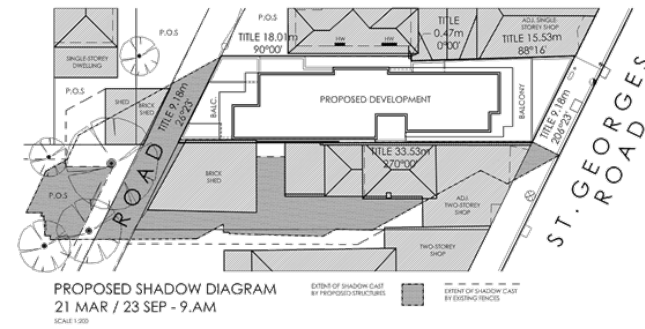 P.O.S
TITLE 18.01m
90°00'
HW
HW
TITLE
0.47m
0°00'
ADJ. SINGLE-
STOREY SHOP
TITLE 15.53m
88°16'
SINGLE-STOREY
DWELLING
P.O.S
P.O.S
SHED
BRICK
SHED
TITLE 9.18m
26°23'
BALC.
PROPOSED DEVELOPMENT
BALCONY
TITLE 9.18m
206°23'
ST. GEORGES
ROAD
TITLE 33.53m
270°00'
ROAD
P.O.S
BRICK
SHED
ADJ.
TWO-STOREY
SHOP
TWO-STOREY
SHOP
PROPOSED SHADOW DIAGRAM
21 MAR / 23 SEP - 9.AM
SCALE 1:200
EXTENT OF SHADOW CAST
BY PROPOSED STRUCTURES
EXTENT OF SHADOW CAST
BY EXISTING FENCES